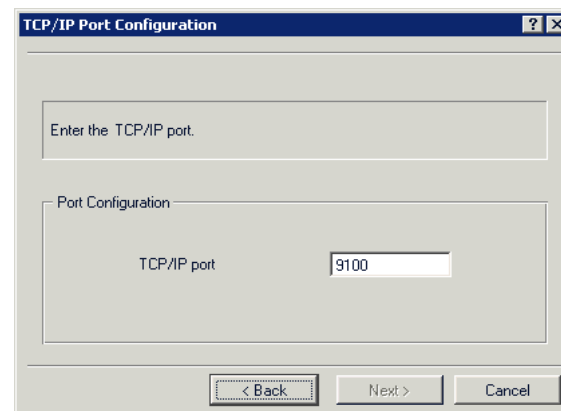 TCP/IP Port Configuration
Enter the TCP/IP port.
Port Configuration
TCP/IP port 9100
< Back Next > Cancel